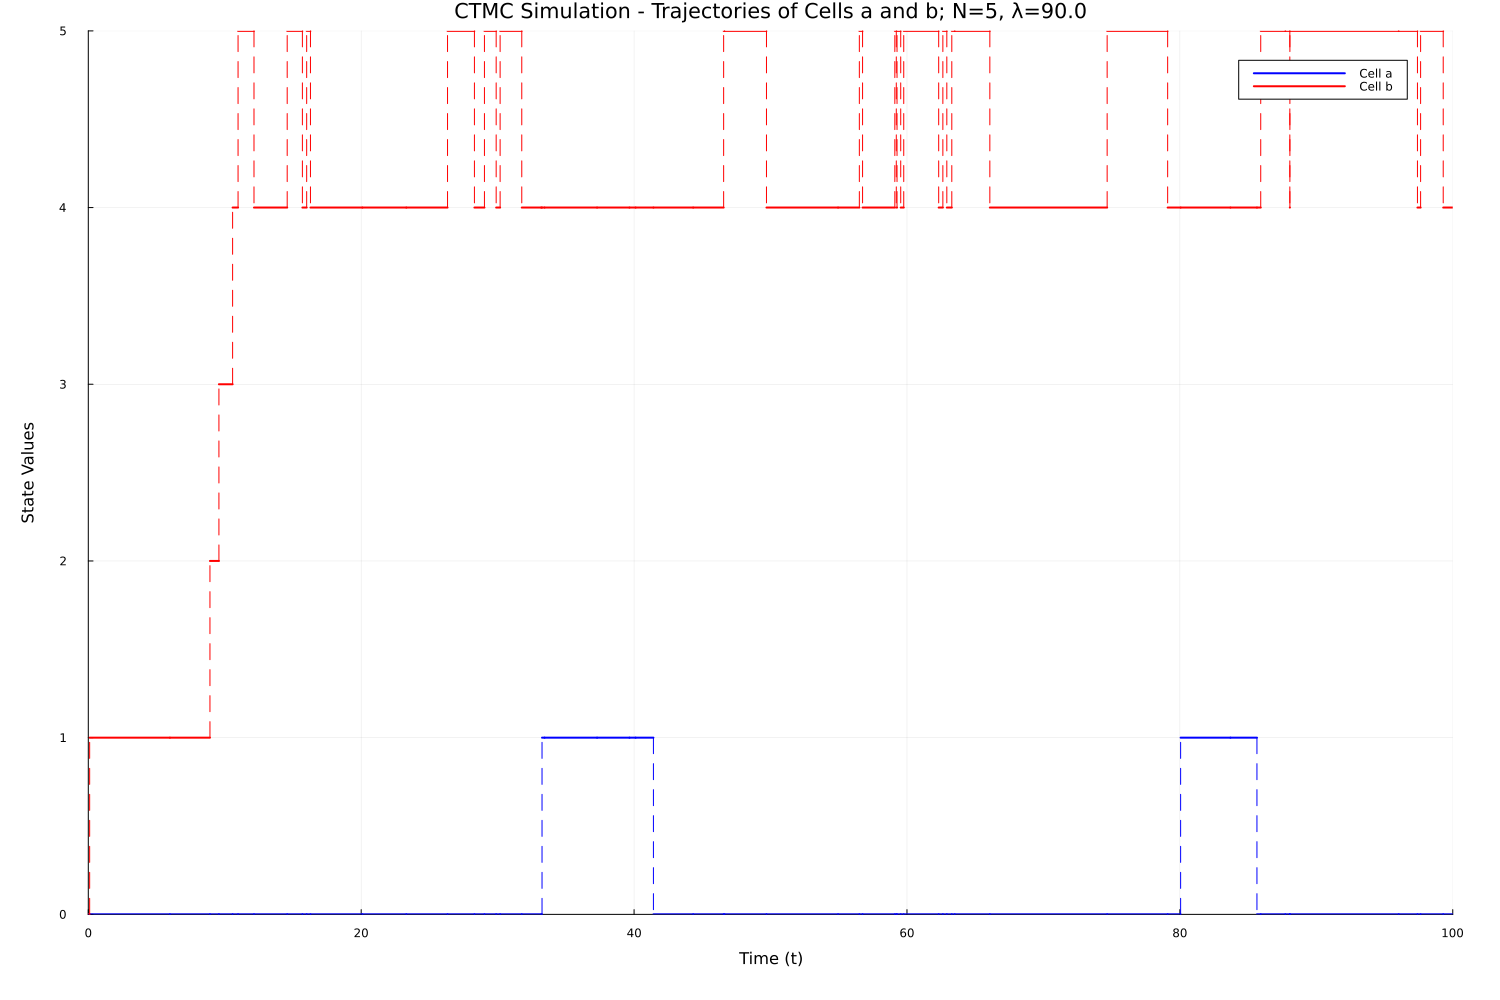 CTMC Simulation - Trajectories of Cells a and b; N=5, λ=90.0
Cell a
Cell b
State Values
5
4
3
2
1
0
0 20 40 60 80 100
Time (t)